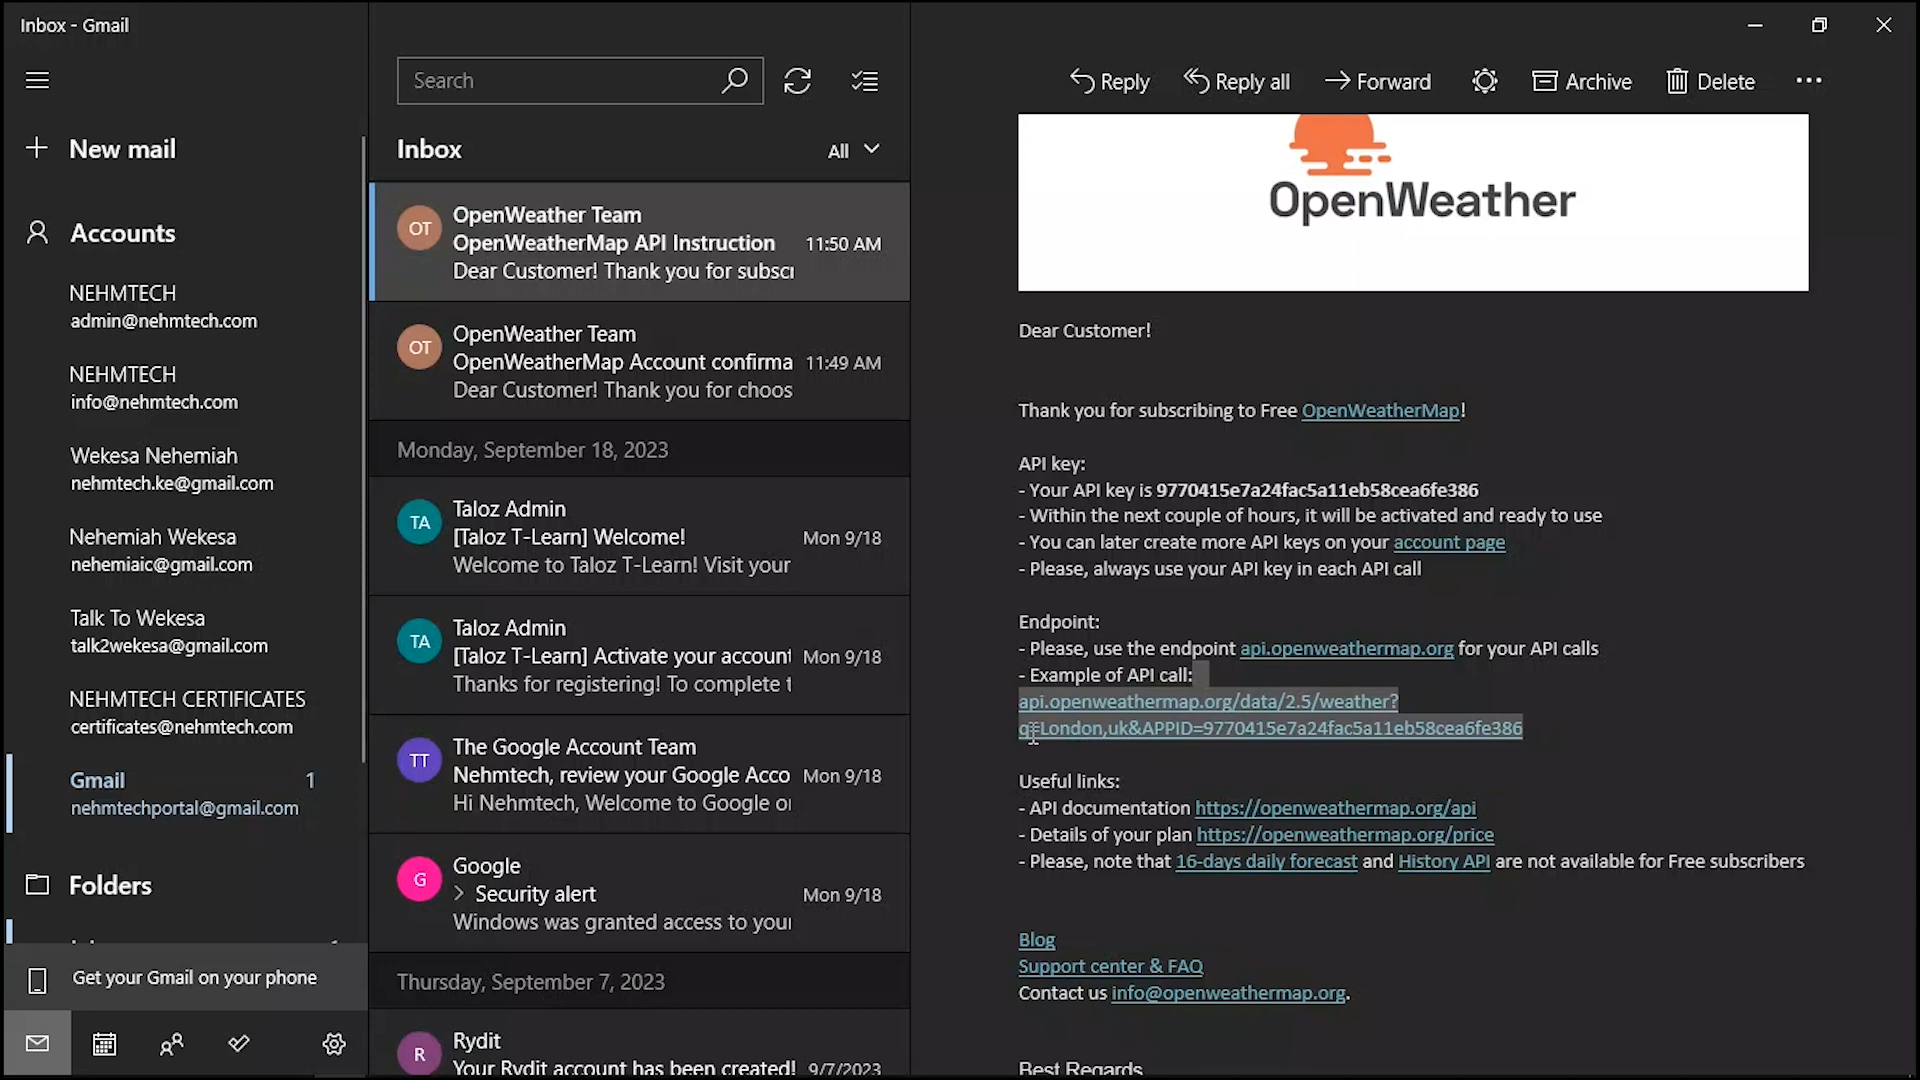 Inbox - Gmail
New mail
Accounts
NEHMTECH
admin@nehmtech.com
NEHMTECH
info@nehmtech.com
Wekesa Nehemiah
nehmtech.ke@gmail.com
Nehemiah Wekesa
nehemiaic@gmail.com
Talk To Wekesa
talk2wekesa@gmail.com
NEHMTECH CERTIFICATES
certificates@nehmtech.com
Gmail 1
nehmtechportal@gmail.com
Folders
Get your Gmail on your phone
Search
Inbox All
OT
OpenWeather Team
OpenWeatherMap API Instruction 11:50 AM
Dear Customer! Thank you for subscr
OT
OpenWeather Team
OpenWeatherMap Account confirma 11:49 AM
Dear Customer! Thank you for choos
Monday, September 18, 2023
TA
Taloz Admin
[Taloz T-Learn] Welcome! Mon 9/18
Welcome to Taloz T-Learn! Visit your
TA
Taloz Admin
[Taloz T-Learn] Activate your account Mon 9/18
Thanks for registering! To complete t
TT
The Google Account Team
Nehmtech, review your Google Acco Mon 9/18
Hi Nehmtech, Welcome to Google o
G
Google
> Security alert Mon 9/18
Windows was granted access to your
Thursday, September 7, 2023
R
Rydit
Your Rydit account has been created! 9/7/2023
Reply Reply all Forward Archive Delete
OpenWeather
Dear Customer!
Thank you for subscribing to Free OpenWeatherMap!
API key:
- Your API key is 9770415e7a24fac5a11eb58cea6fe386
- Within the next couple of hours, it will be activated and ready to use
- You can later create more API keys on your account page
- Please, always use your API key in each API call
Endpoint:
- Please, use the endpoint api.openweathermap.org for your API calls
- Example of API call:
api.openweathermap.org/data/2.5/weather?
q=London,uk&APPID=9770415e7a24fac5a11eb58cea6fe386
Useful links:
- API documentation https://openweathermap.org/api
- Details of your plan https://openweathermap.org/price
- Please, note that 16-days daily forecast and History API are not available for Free subscribers
Blog
Support center & FAQ
Contact us info@openweathermap.org.
Best Regards